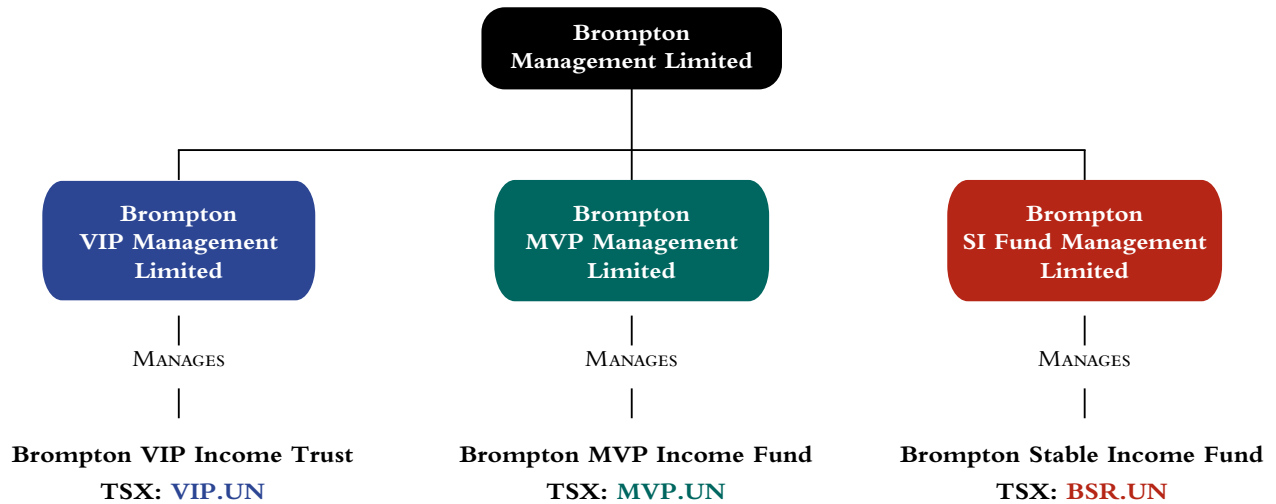 Brompton
Management Limited
Brompton
VIP Management
Limited
Brompton
MVP Management
Limited
Brompton
SI Fund Management
Limited
MANAGES
MANAGES
MANAGES
Brompton VIP Income Trust
TSX: VIP.UN
Brompton MVP Income Fund
TSX: MVP.UN
Brompton Stable Income Fund
TSX: BSR.UN